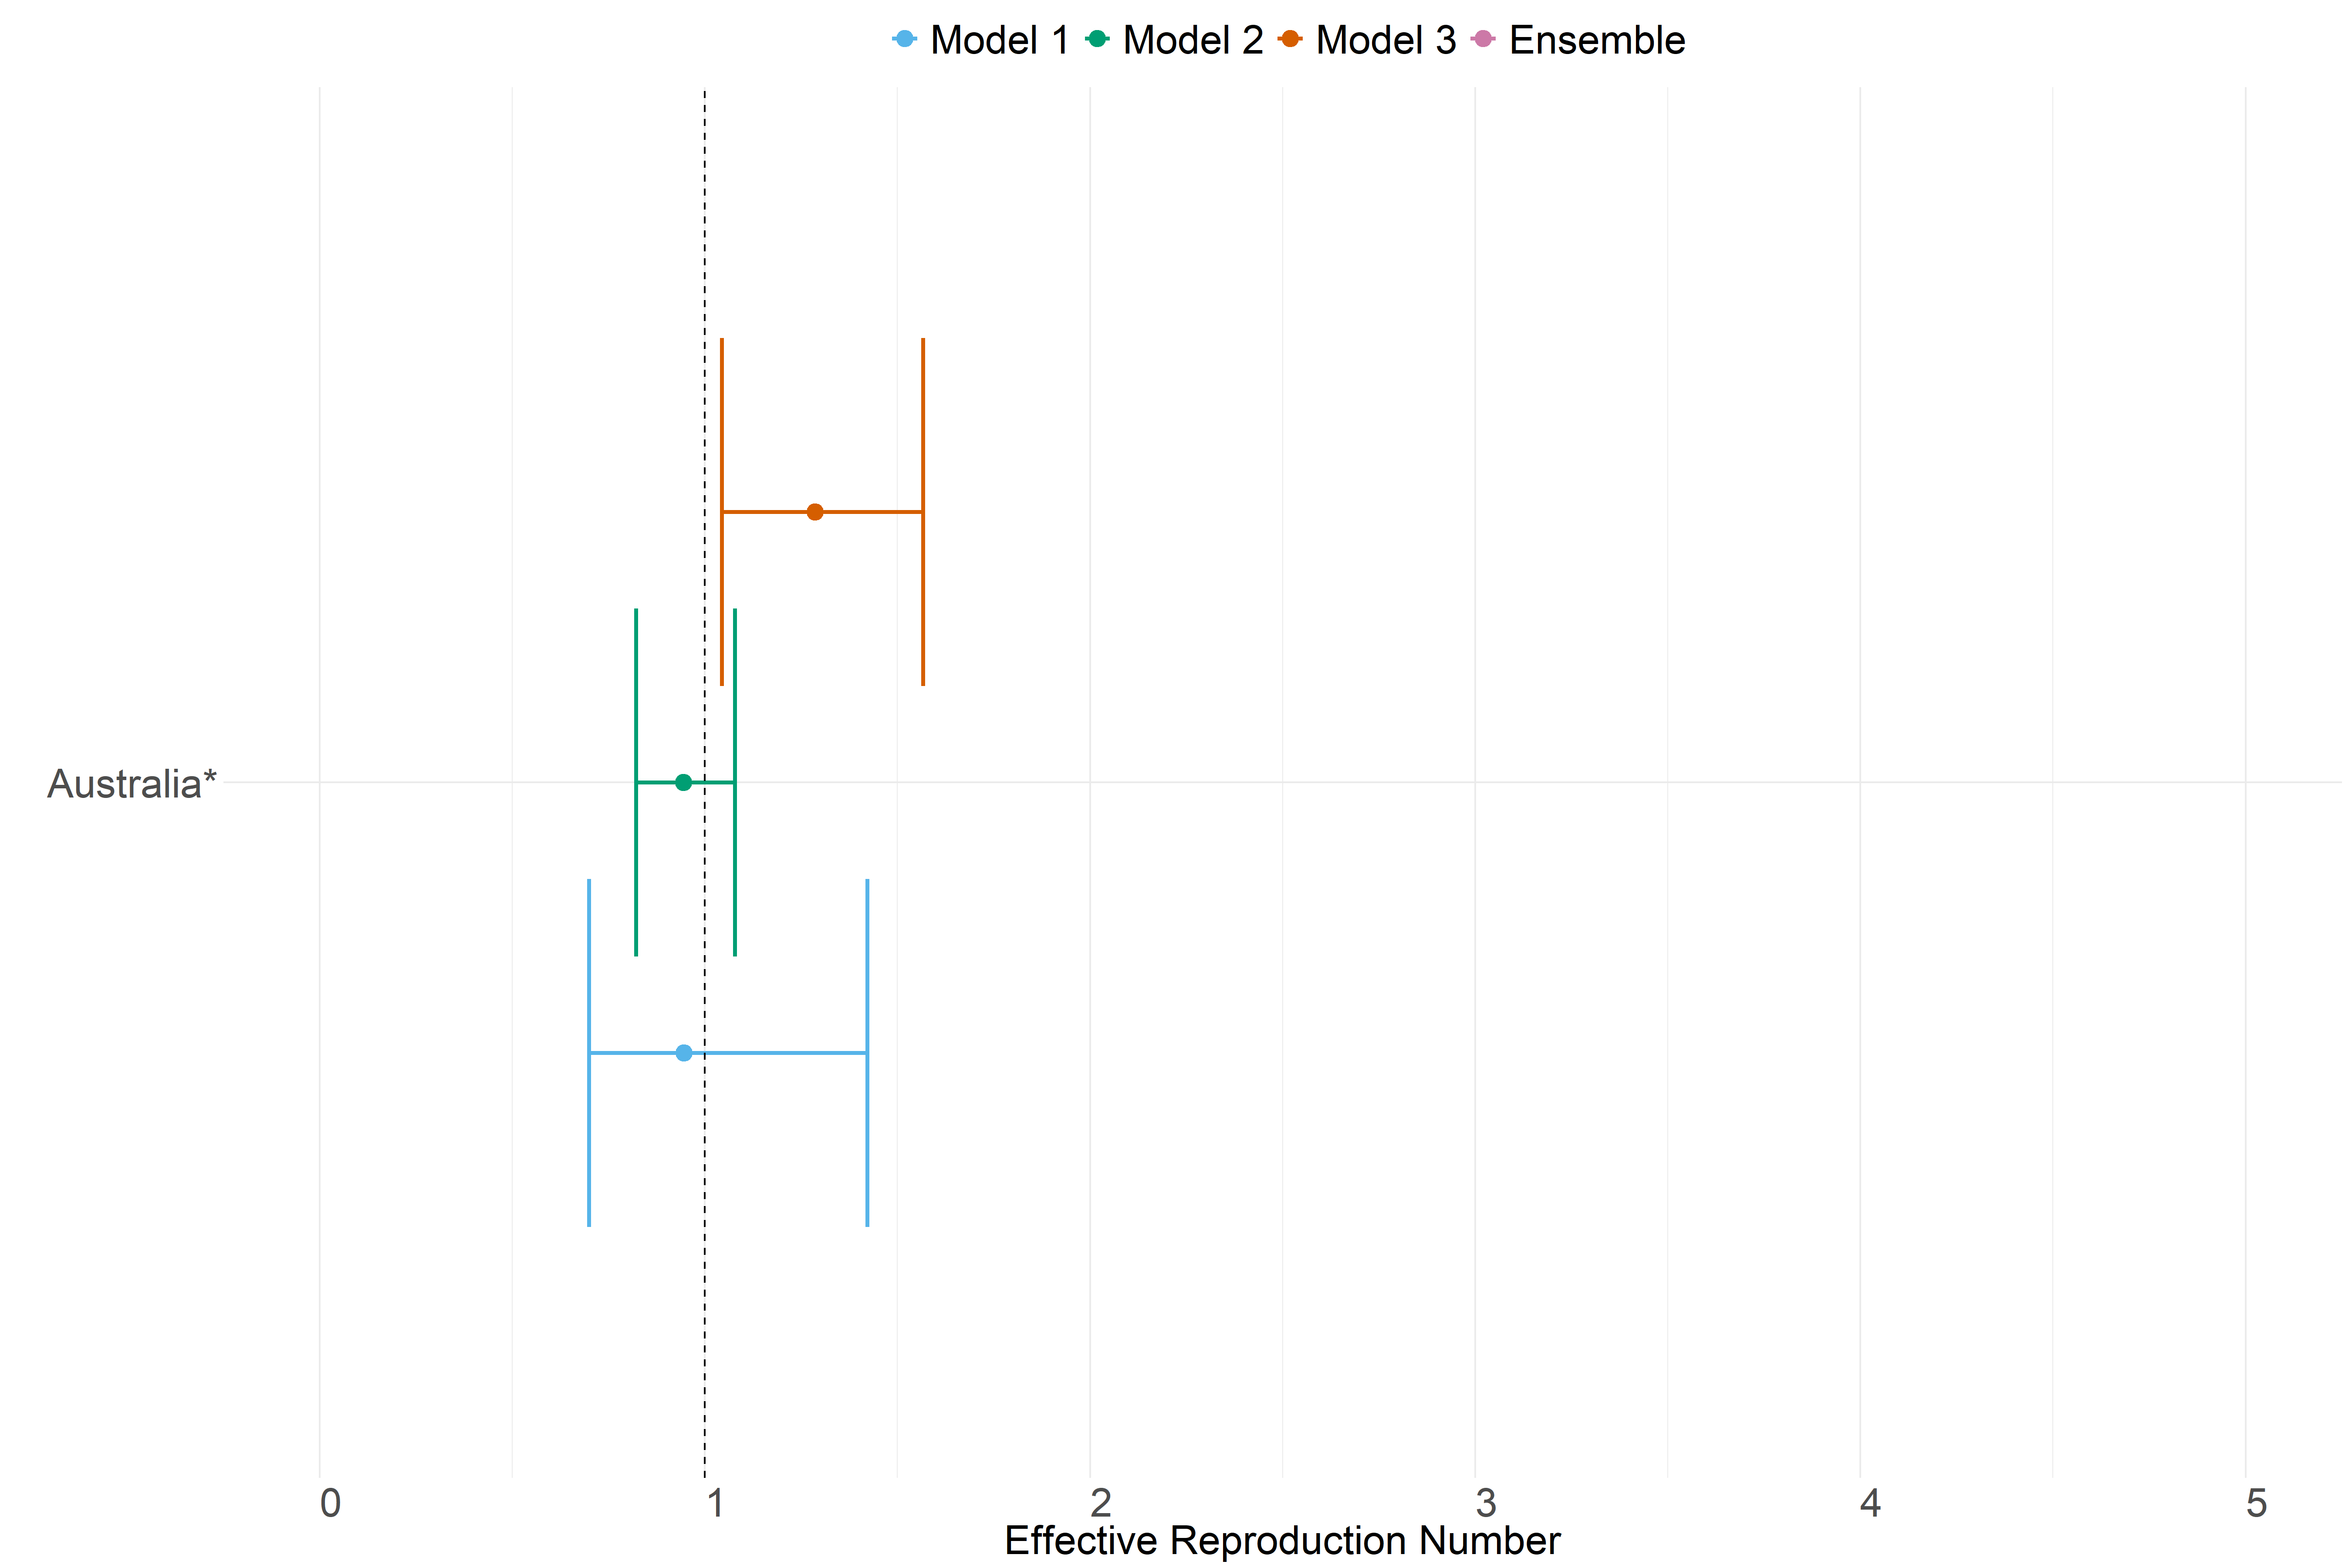 Model 1 Model 2 Model 3 Ensemble
Australia*
0 1 2 3 4 5
Effective Reproduction Number